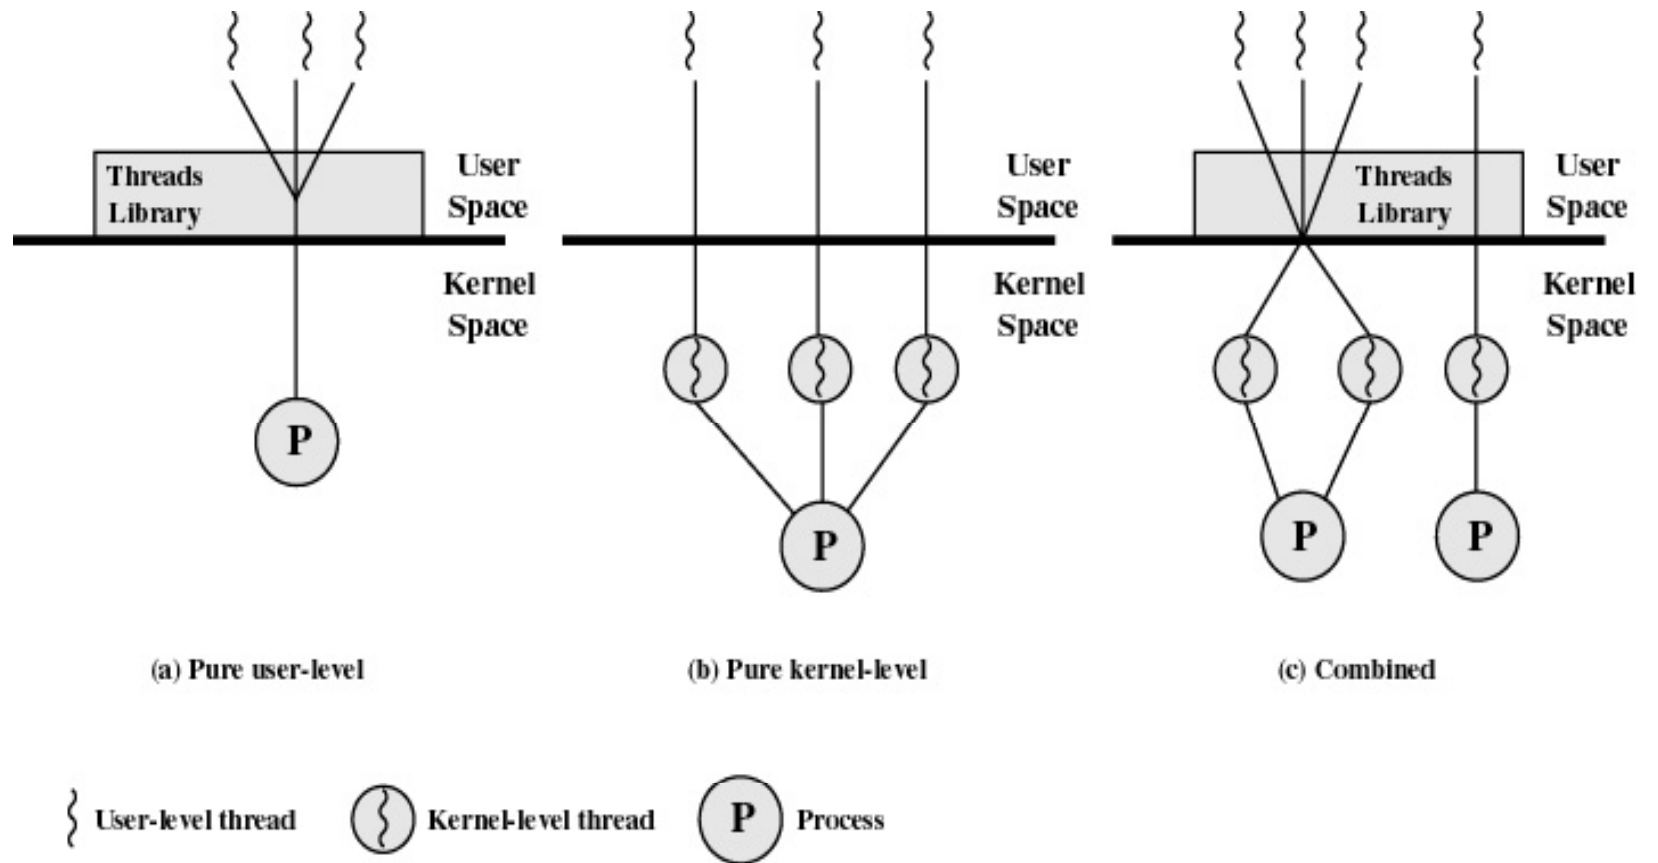 Threads
Library
User
Space
Kernel
Space
P
(a) Pure user-level
User
Space
Kernel
Space
P
(b) Pure kernel-level
Threads
Library
User
Space
Kernel
Space
P
P
(c) Combined
User-level thread
Kernel-level thread
P
Process